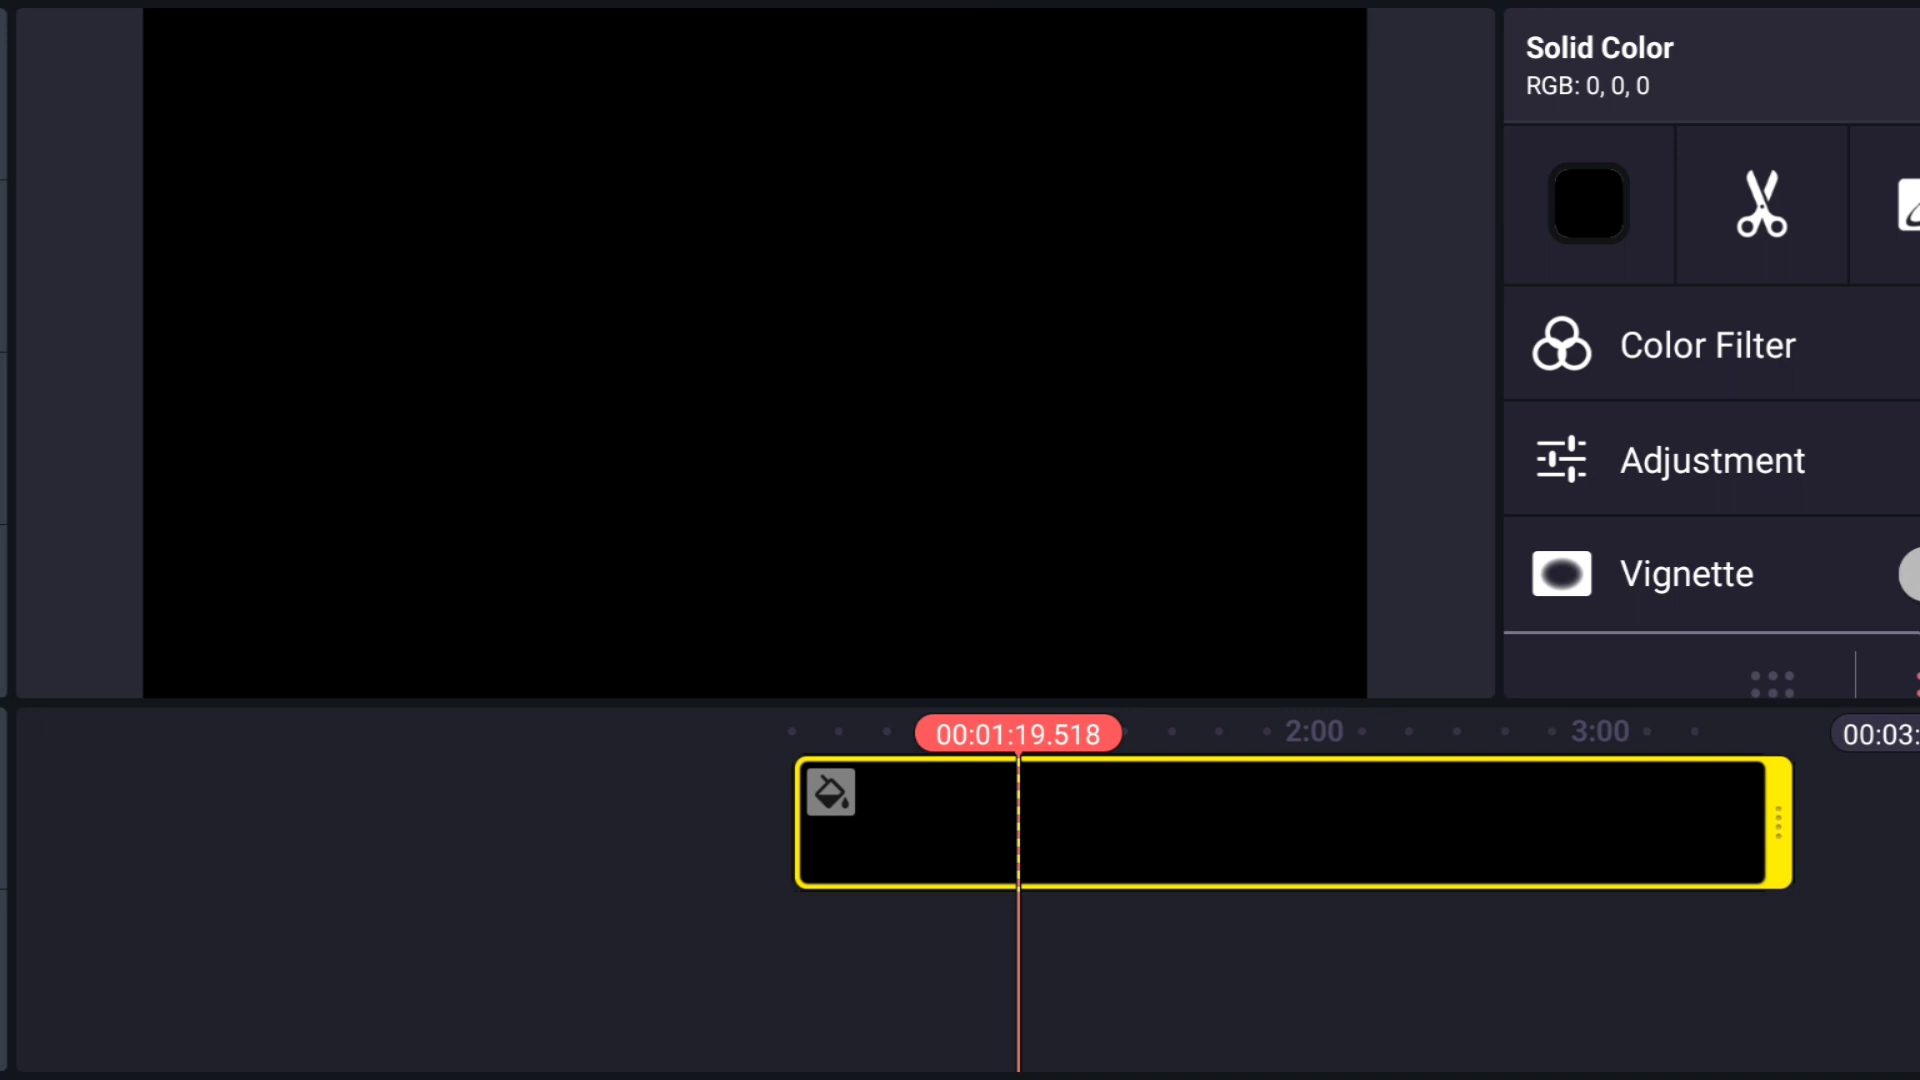 Solid Color
RGB: 0, 0, 0
Color Filter
Adjustment
Vignette
00:01:19.518
2:00
3:00
00:03: